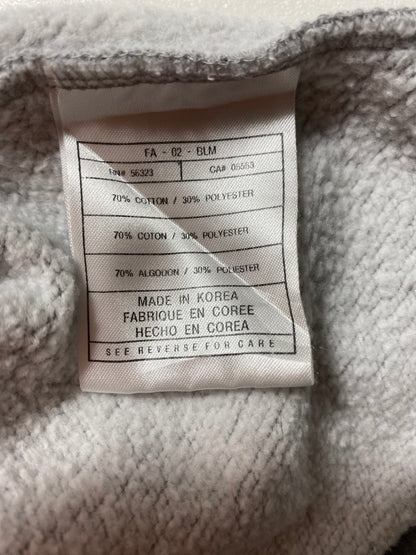 FA - 02 - BLM
RN# 56323 CA# 05553
70% COTTON / 30% POLYESTER
70% COTON / 30% POLYESTER
70% ALGODON / 30% POLIESTER
MADE IN KOREA
FABRIQUE EN COREE
HECHO EN COREA
SEE REVERSE FOR CARE